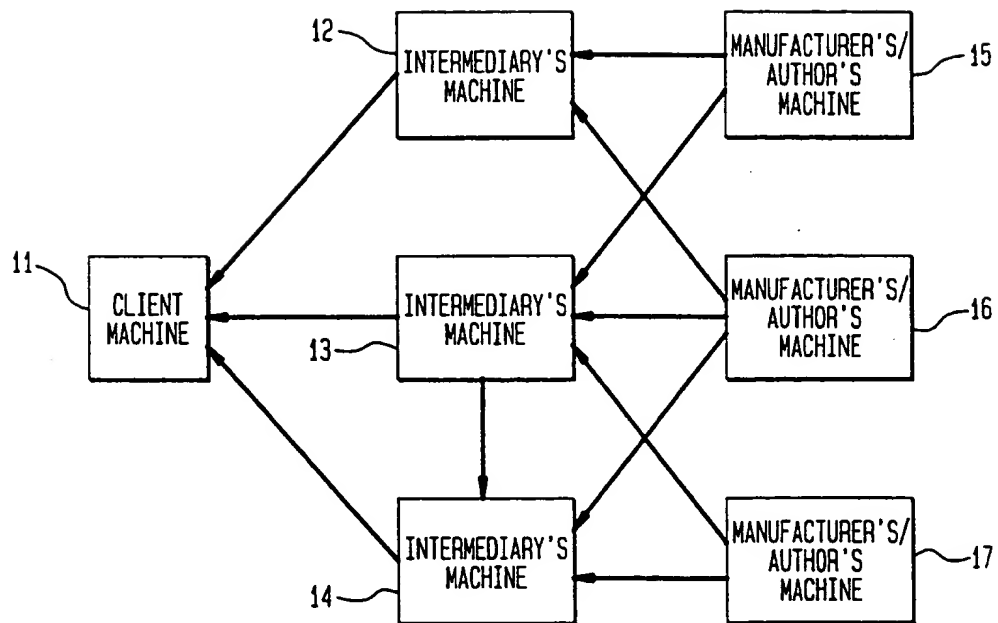 12
INTERMEDIARY'S
MACHINE
MANUFACTURER'S/
AUTHOR'S
MACHINE
15
11
CLIENT
MACHINE
INTERMEDIARY'S
MACHINE
13
MANUFACTURER'S/
AUTHOR'S
MACHINE
16
INTERMEDIARY'S
MACHINE
14
MANUFACTURER'S/
AUTHOR'S
MACHINE
17